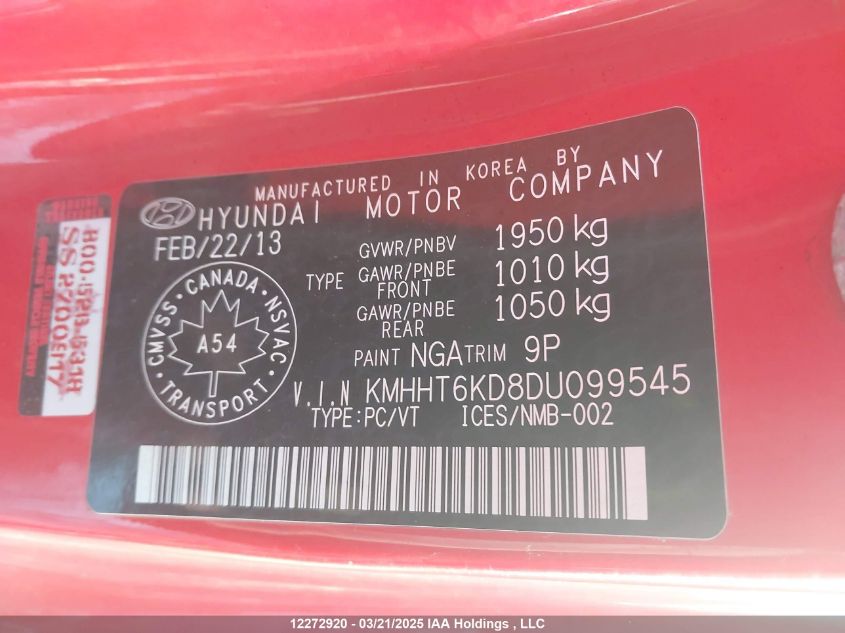 MANUFACTURED IN KOREA BY
HYUNDAI MOTOR COMPANY
FEB/22/13
GVWR/PNBV 1950 kg
TYPE GAWR/PNBE FRONT 1010 kg
GAWR/PNBE REAR 1050 kg
CMVSS · CANADA · NSVAC
A54
TRANSPORT
PAINT NGA TRIM 9P
V.I.N KMHHT6KD8DU099545
TYPE:PC/VT ICES/NMB-002
12272920 - 03/21/2025 IAA Holdings , LLC